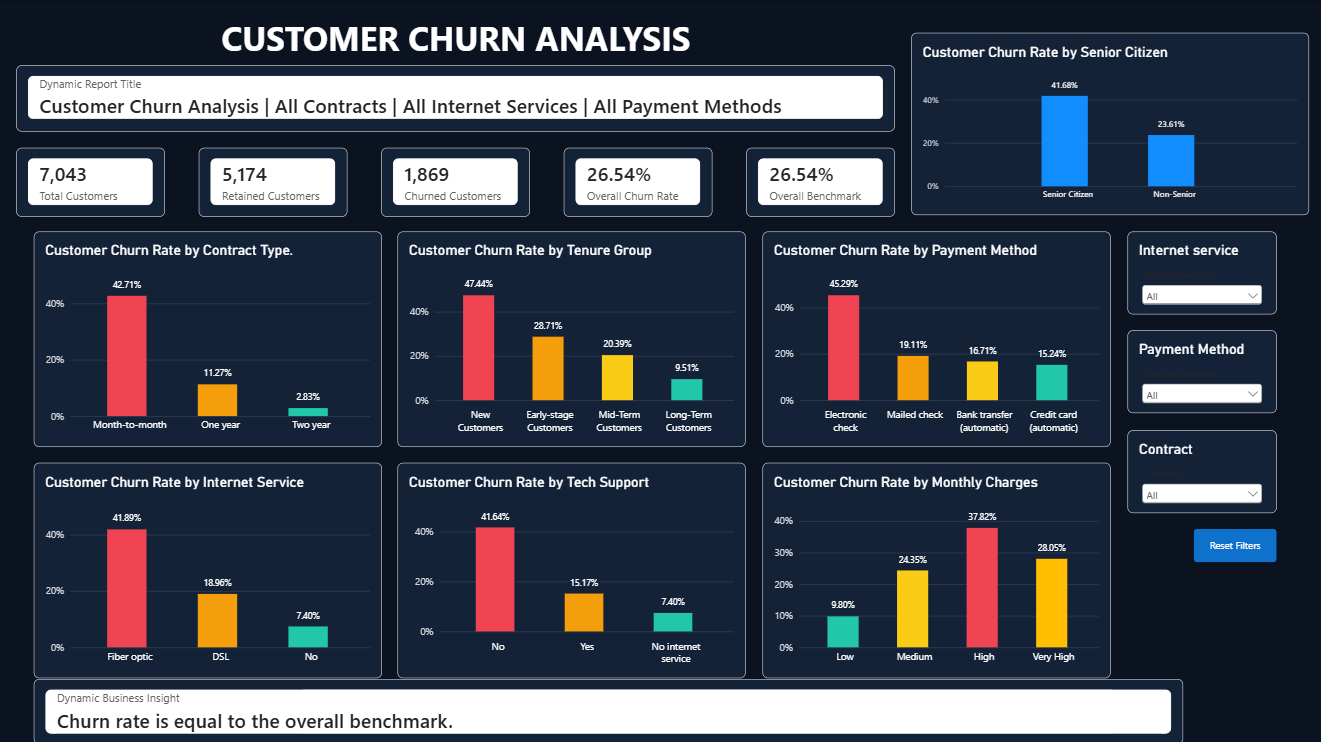 CUSTOMER CHURN ANALYSIS
Dynamic Report Title
Customer Churn Analysis | All Contracts | All Internet Services | All Payment Methods
7,043
Total Customers
5,174
Retained Customers
1,869
Churned Customers
26.54%
Overall Churn Rate
26.54%
Overall Benchmark
Customer Churn Rate by Senior Citizen
41.68%
23.61%
40%
20%
0%
Senior Citizen
Non-Senior
Customer Churn Rate by Contract Type.
42.71%
11.27%
2.83%
40%
20%
0%
Month-to-month
One year
Two year
Customer Churn Rate by Tenure Group
47.44%
28.71%
20.39%
9.51%
40%
20%
0%
New
Customers
Early-stage
Customers
Mid-Term
Customers
Long-Term
Customers
Customer Churn Rate by Payment Method
45.29%
19.11%
16.71%
15.24%
40%
20%
0%
Electronic
check
Mailed check
Bank transfer
(automatic)
Credit card
(automatic)
Internet service
All
Payment Method
All
Contract
All
Reset Filters
Customer Churn Rate by Internet Service
41.89%
18.96%
7.40%
40%
20%
0%
Fiber optic
DSL
No
Customer Churn Rate by Tech Support
41.64%
15.17%
7.40%
40%
20%
0%
No
Yes
No internet
service
Customer Churn Rate by Monthly Charges
9.80%
24.35%
37.82%
28.05%
40%
30%
20%
10%
0%
Low
Medium
High
Very High
Dynamic Business Insight
Churn rate is equal to the overall benchmark.